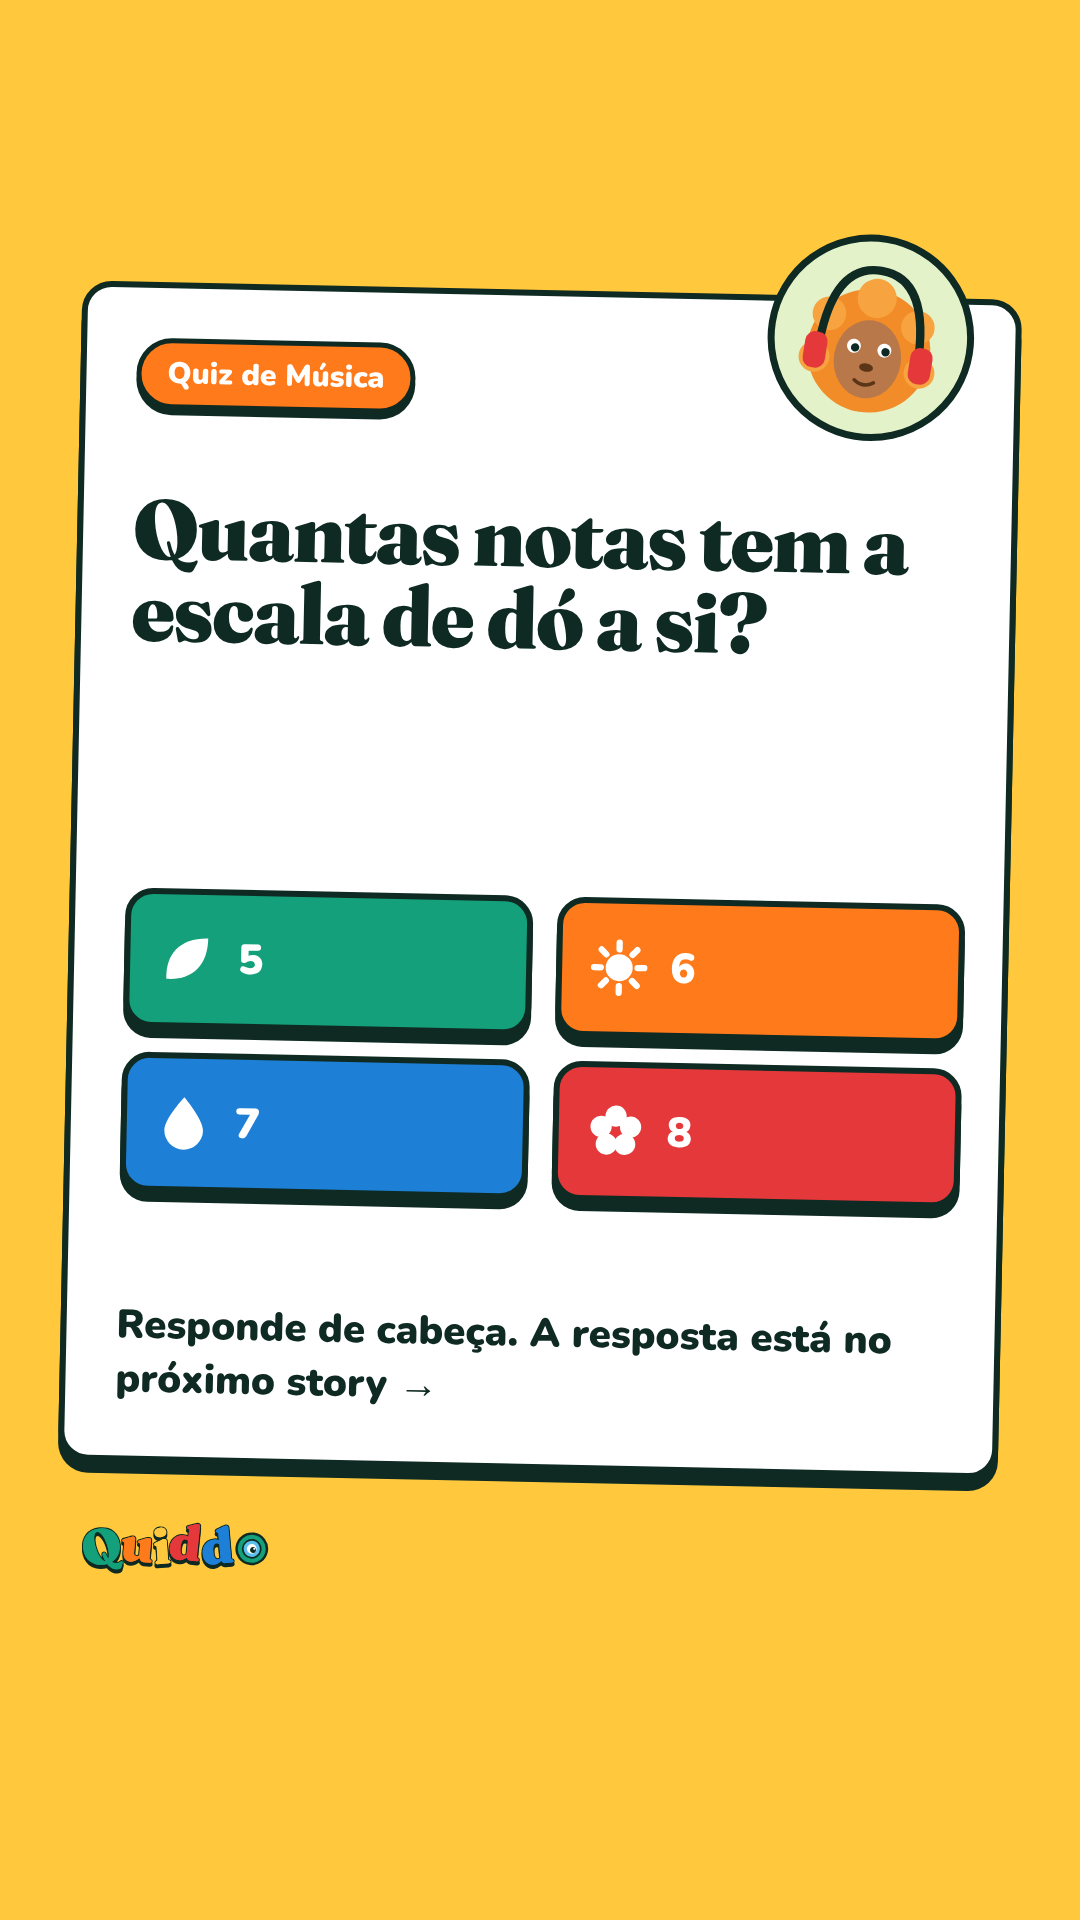 Quiz de Música
Quantas notas tem a
escala de dó a si?
5
6
7
8
Responde de cabeça. A resposta está no
próximo story →
Quiddo